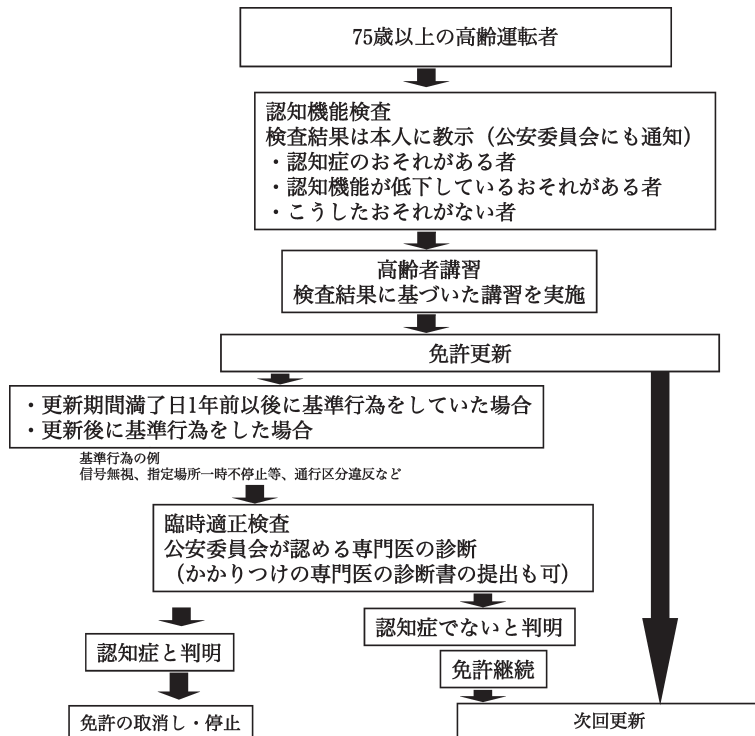 75歳以上の高齢運転者
認知機能検査
検査結果は本人に教示（公安委員会にも通知）
・認知症のおそれがある者
・認知機能が低下しているおそれがある者
・こうしたおそれがない者
高齢者講習
検査結果に基づいた講習を実施
免許更新
・更新期間満了日1年前以後に基準行為をしていた場合
・更新後に基準行為をした場合
基準行為の例
信号無視、指定場所一時不停止等、通行区分違反など
臨時適正検査
公安委員会が認める専門医の診断
（かかりつけの専門医の診断書の提出も可）
認知症と判明
認知症でないと判明
免許継続
免許の取消し・停止
次回更新